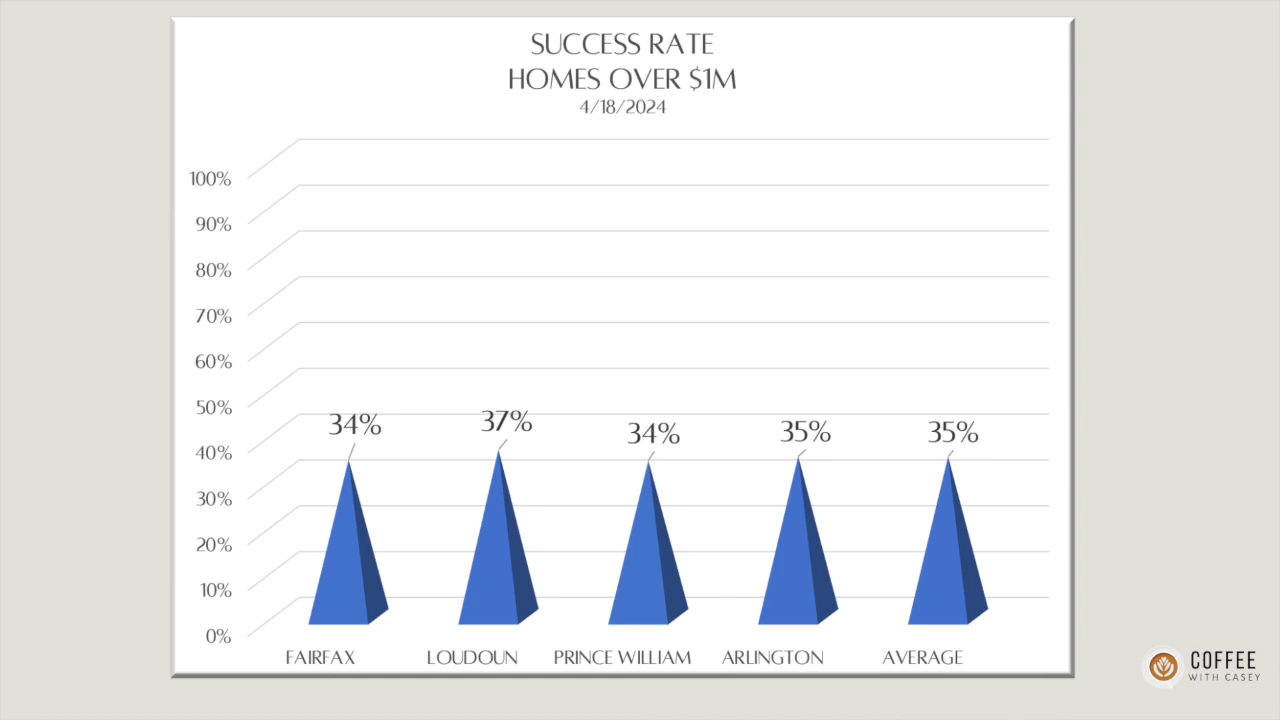 SUCCESS RATE
HOMES OVER $1M
4/18/2024
100%
90%
80%
70%
60%
50%
40%
30%
20%
10%
0%
34%
37%
34%
35%
35%
FAIRFAX
LOUDOUN
PRINCE WILLIAM
ARLINGTON
AVERAGE
COFFEE
WITH CASEY